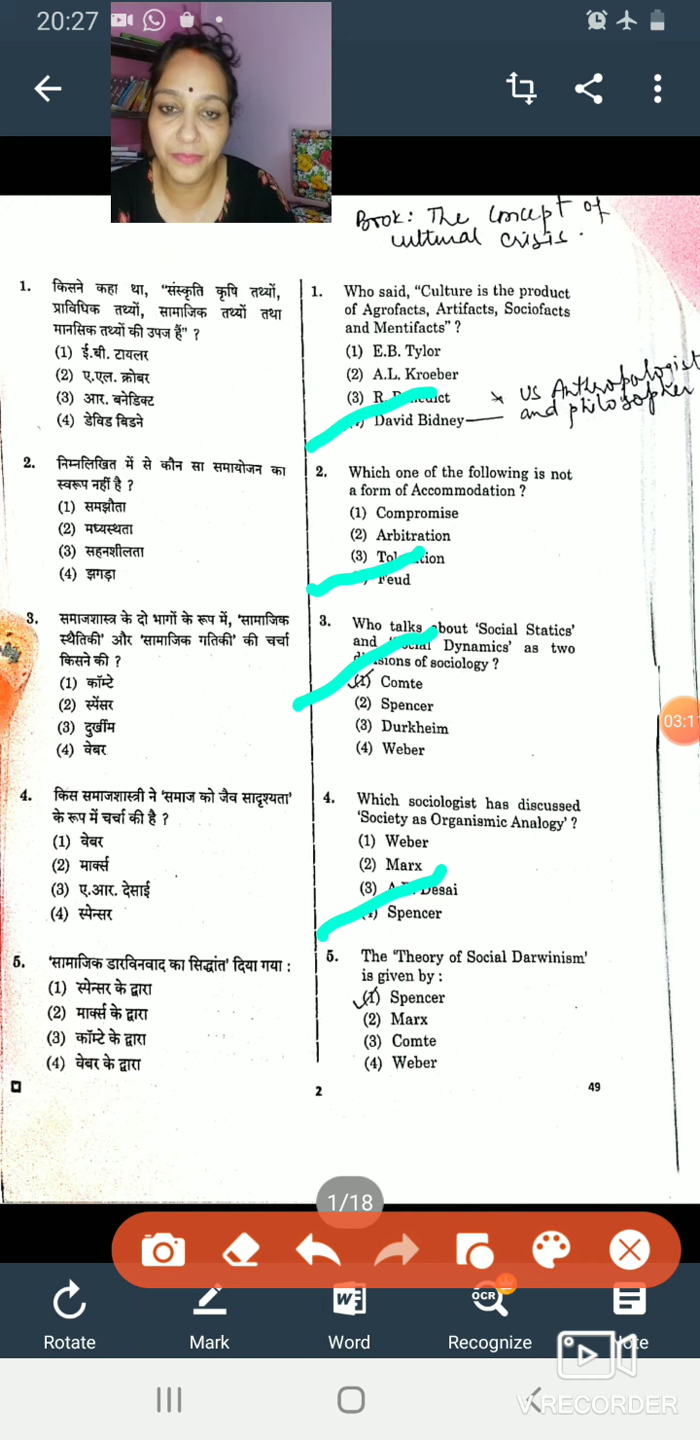 20:27
Book: The Concept of
cultural crisis.
1. किसने कहा था, "संस्कृति कृषि तथ्यों,
प्राविधिक तथ्यों, सामाजिक तथ्यों तथा
मानसिक तथ्यों की उपज हैं" ?
(1) ई.बी. टायलर
(2) ए.एल. क्रोबर
(3) आर. बनेडिक्ट
(4) डेविड बिडने
2. निम्नलिखित में से कौन सा समायोजन का
स्वरूप नहीं है ?
(1) समझौता
(2) मध्यस्थता
(3) सहनशीलता
(4) झगड़ा
3. समाजशास्त्र के दो भागों के रूप में, 'सामाजिक
स्थैतिकी' और 'सामाजिक गतिकी' की चर्चा
किसने की ?
(1) कॉम्टे
(2) स्पेंसर
(3) दुर्खीम
(4) वेबर
4. किस समाजशास्त्री ने 'समाज को जैव सादृश्यता'
के रूप में चर्चा की है ?
(1) वेबर
(2) मार्क्स
(3) ए.आर. देसाई
(4) स्पेन्सर
5. 'सामाजिक डारविनवाद का सिद्धांत' दिया गया :
(1) स्पेन्सर के द्वारा
(2) मार्क्स के द्वारा
(3) कॉम्टे के द्वारा
(4) वेबर के द्वारा
1. Who said, "Culture is the product
of Agrofacts, Artifacts, Sociofacts
and Mentifacts" ?
(1) E.B. Tylor
(2) A.L. Kroeber
(3) R.
David Bidney
US Anthropologist
and philosopher
2. Which one of the following is not
a form of Accommodation ?
(1) Compromise
(2) Arbitration
(3)
Feud
3. Who talks about 'Social Statics'
and Dynamics' as two
of sociology ?
(1) Comte
(2) Spencer
(3) Durkheim
(4) Weber
4. Which sociologist has discussed
'Society as Organismic Analogy' ?
(1) Weber
(2) Marx
(3) Desai
Spencer
5. The 'Theory of Social Darwinism'
is given by :
(1) Spencer
(2) Marx
(3) Comte
(4) Weber
2
49
03:1
1/18
Rotate
Mark
Word
OCR
Recognize
V RECORDER